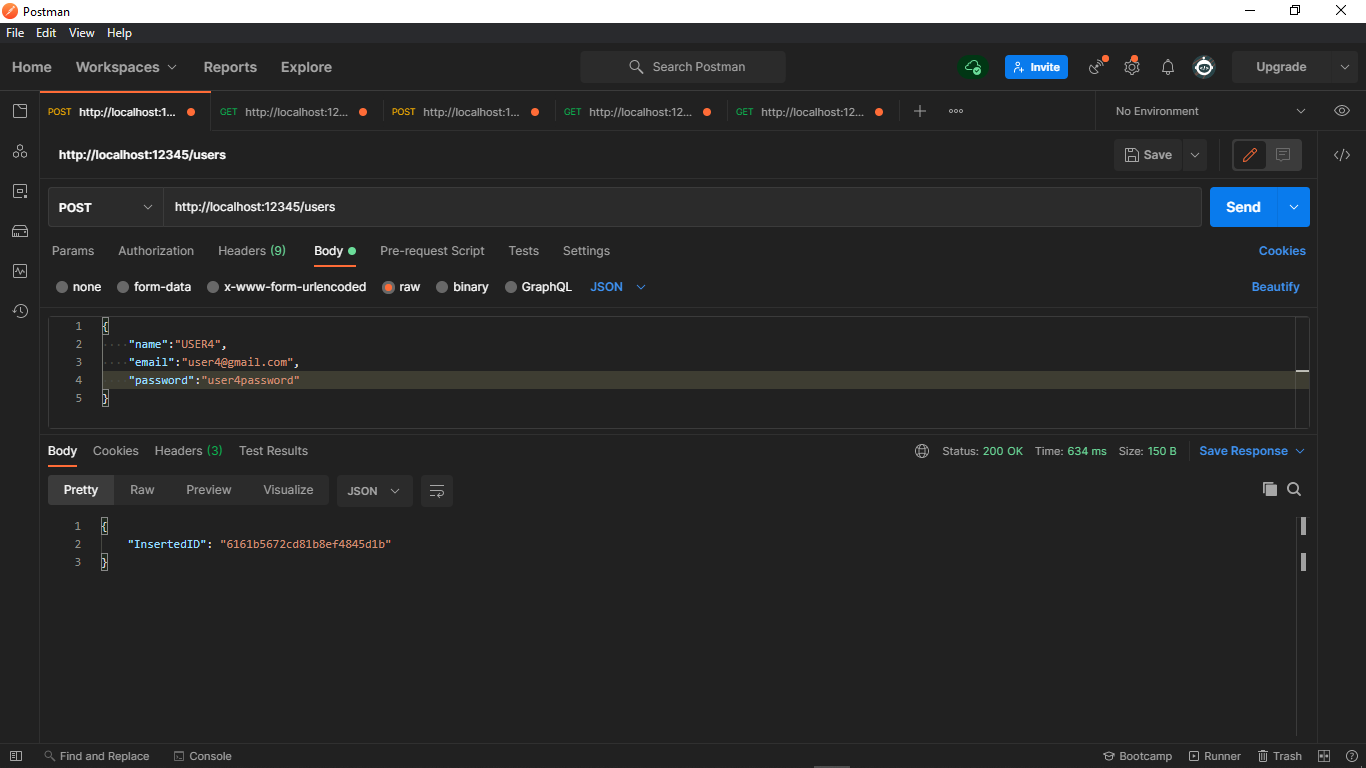 Postman
File Edit View Help
Home Workspaces Reports Explore Search Postman Invite Upgrade
POST http://localhost:1... GET http://localhost:12... POST http://localhost:1... GET http://localhost:12... GET http://localhost:12... No Environment
http://localhost:12345/users Save
POST http://localhost:12345/users Send
Params Authorization Headers (9) Body Pre-request Script Tests Settings Cookies
none form-data x-www-form-urlencoded raw binary GraphQL JSON Beautify
1 {
2 "name":"USER4",
3 "email":"user4@gmail.com",
4 "password":"user4password"
5 }
Body Cookies Headers (3) Test Results Status: 200 OK Time: 634 ms Size: 150 B Save Response
Pretty Raw Preview Visualize JSON
1 {
2 "InsertedID": "6161b5672cd81b8ef4845d1b"
3 }
Find and Replace Console Bootcamp Runner Trash